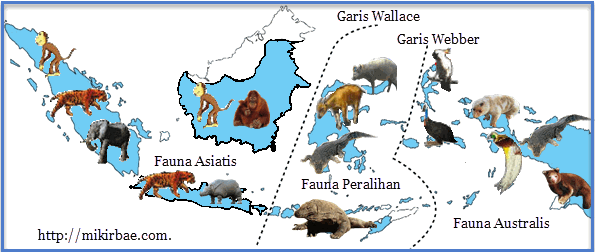 Garis Wallace
Garis Webber
Fauna Asiatis
Fauna Peralihan
Fauna Australis
http://mikirbae.com.